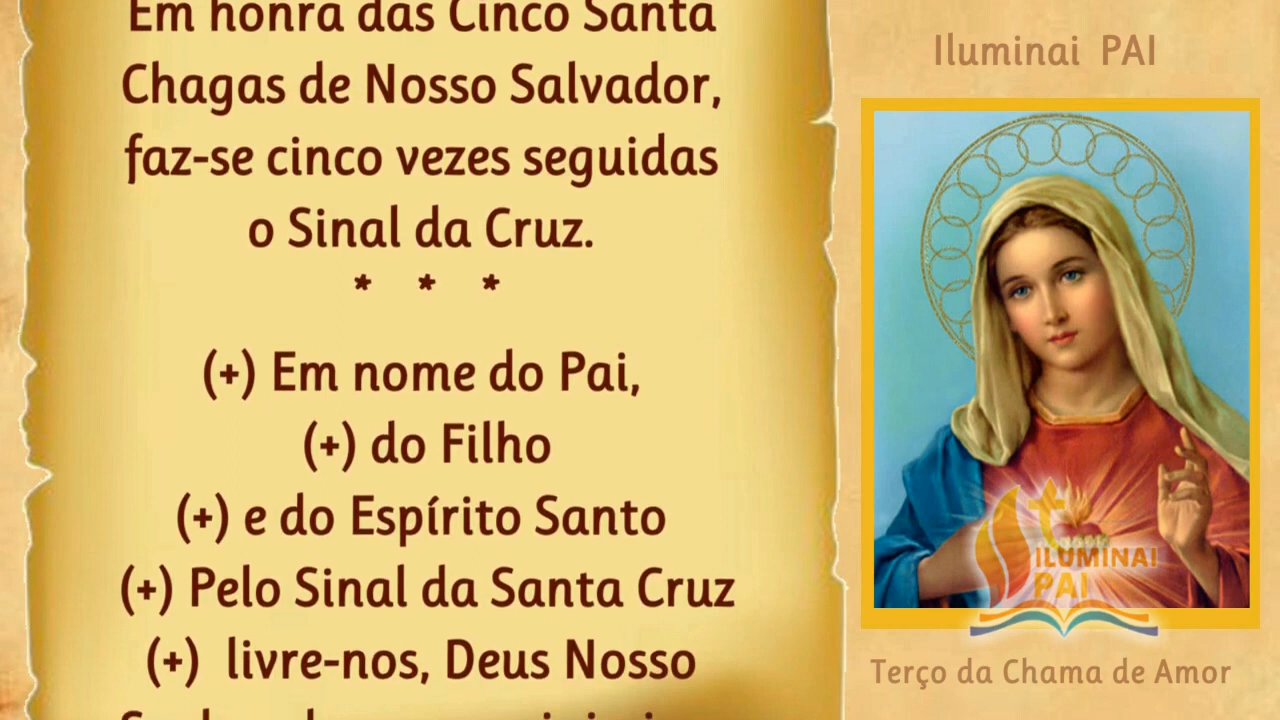 Em honra das Cinco Santa
Chagas de Nosso Salvador,
faz-se cinco vezes seguidas
o Sinal da Cruz.
* * *
(+) Em nome do Pai,
(+) do Filho
(+) e do Espírito Santo
(+) Pelo Sinal da Santa Cruz
(+) livre-nos, Deus Nosso
Iluminai PAI
ILUMINAI
PAI
Terço da Chama de Amor